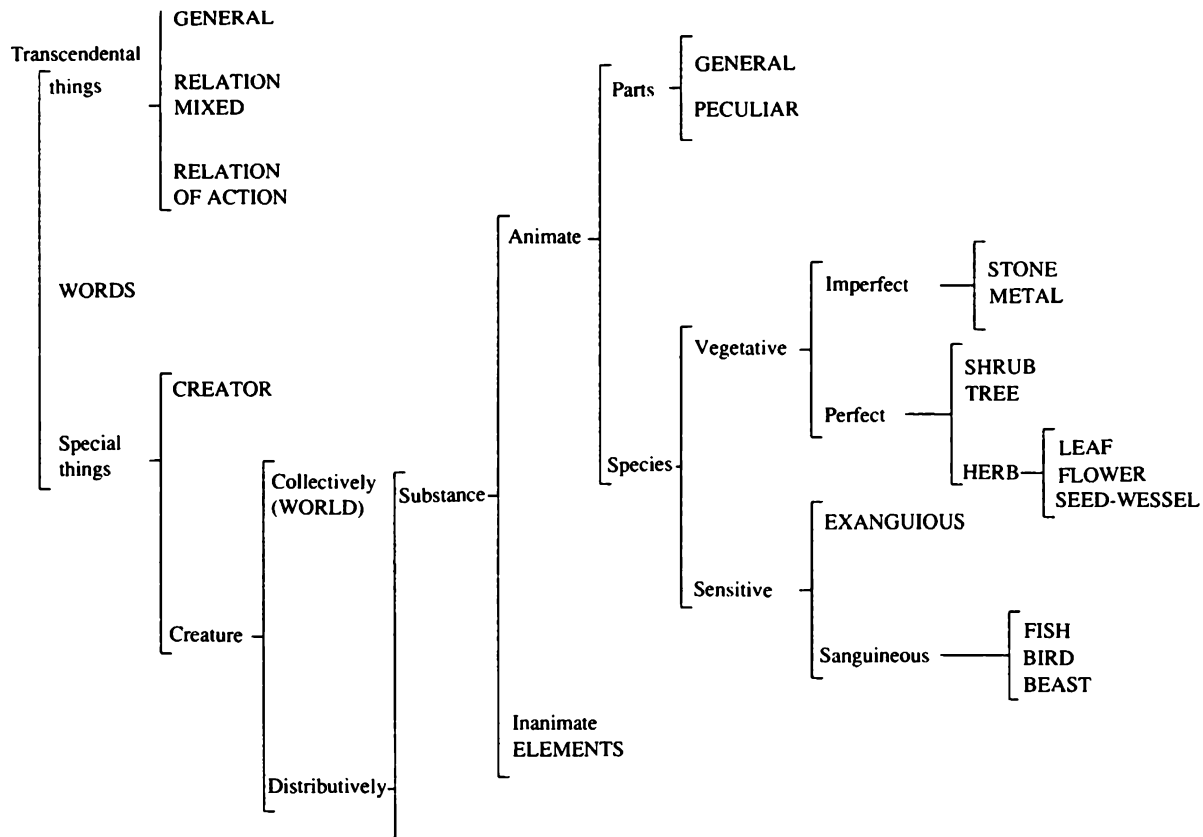 GENERAL
Transcendental
things
RELATION
MIXED
RELATION
OF ACTION
WORDS
CREATOR
Special
things
Collectively
(WORLD)
Creature
Distributively
Substance
Animate
Parts
GENERAL
PECULIAR
Species
Vegetative
Imperfect
STONE
METAL
Perfect
SHRUB
TREE
HERB
LEAF
FLOWER
SEED-WESSEL
Sensitive
EXANGUIOUS
Sanguineous
FISH
BIRD
BEAST
Inanimate
ELEMENTS